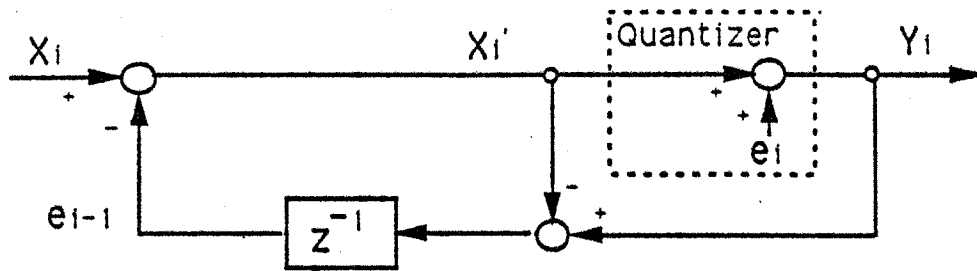 Xi
Xi'
Quantizer
Yi
+
-
+
+
ei
-
+
ei-1
z-1